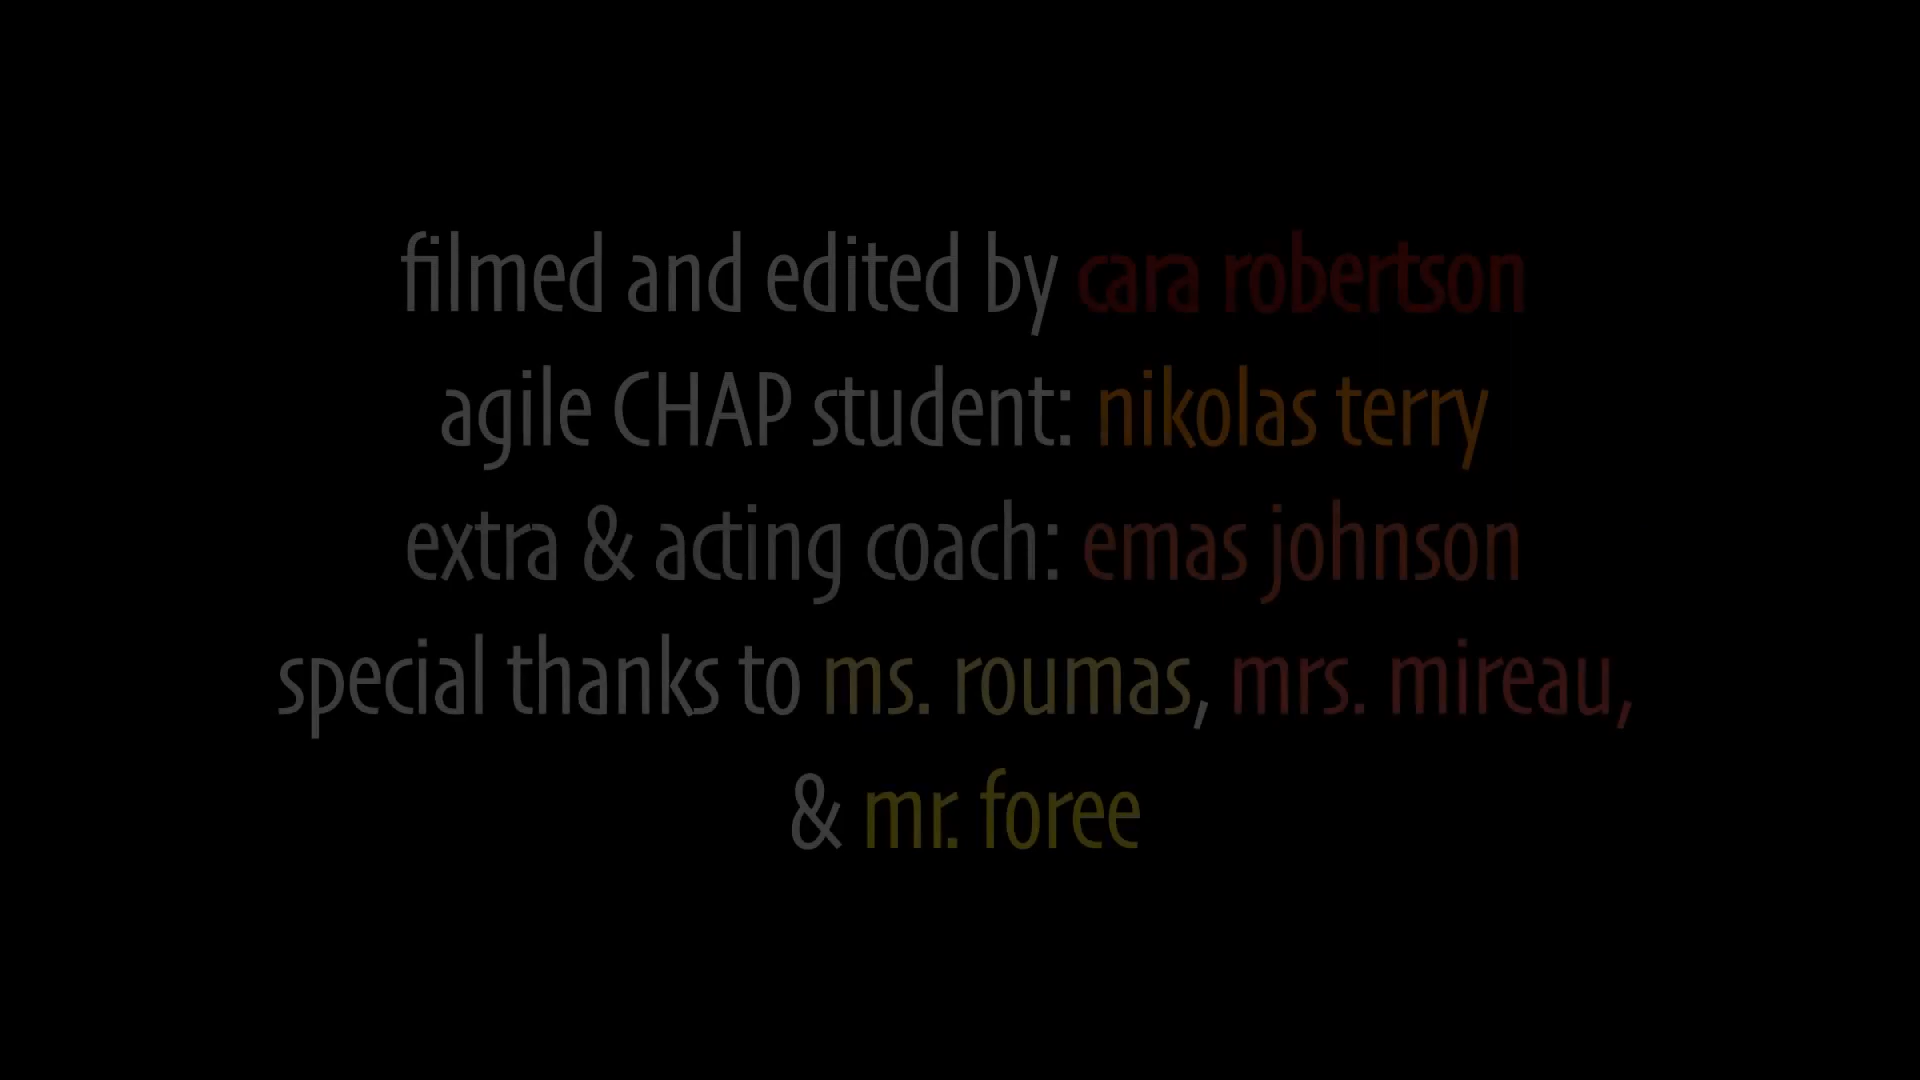 filmed and edited by cara robertson
agile CHAP student: nikolas terry
extra & acting coach: emas johnson
special thanks to ms. roumas, mrs. mireau,
& mr. foree